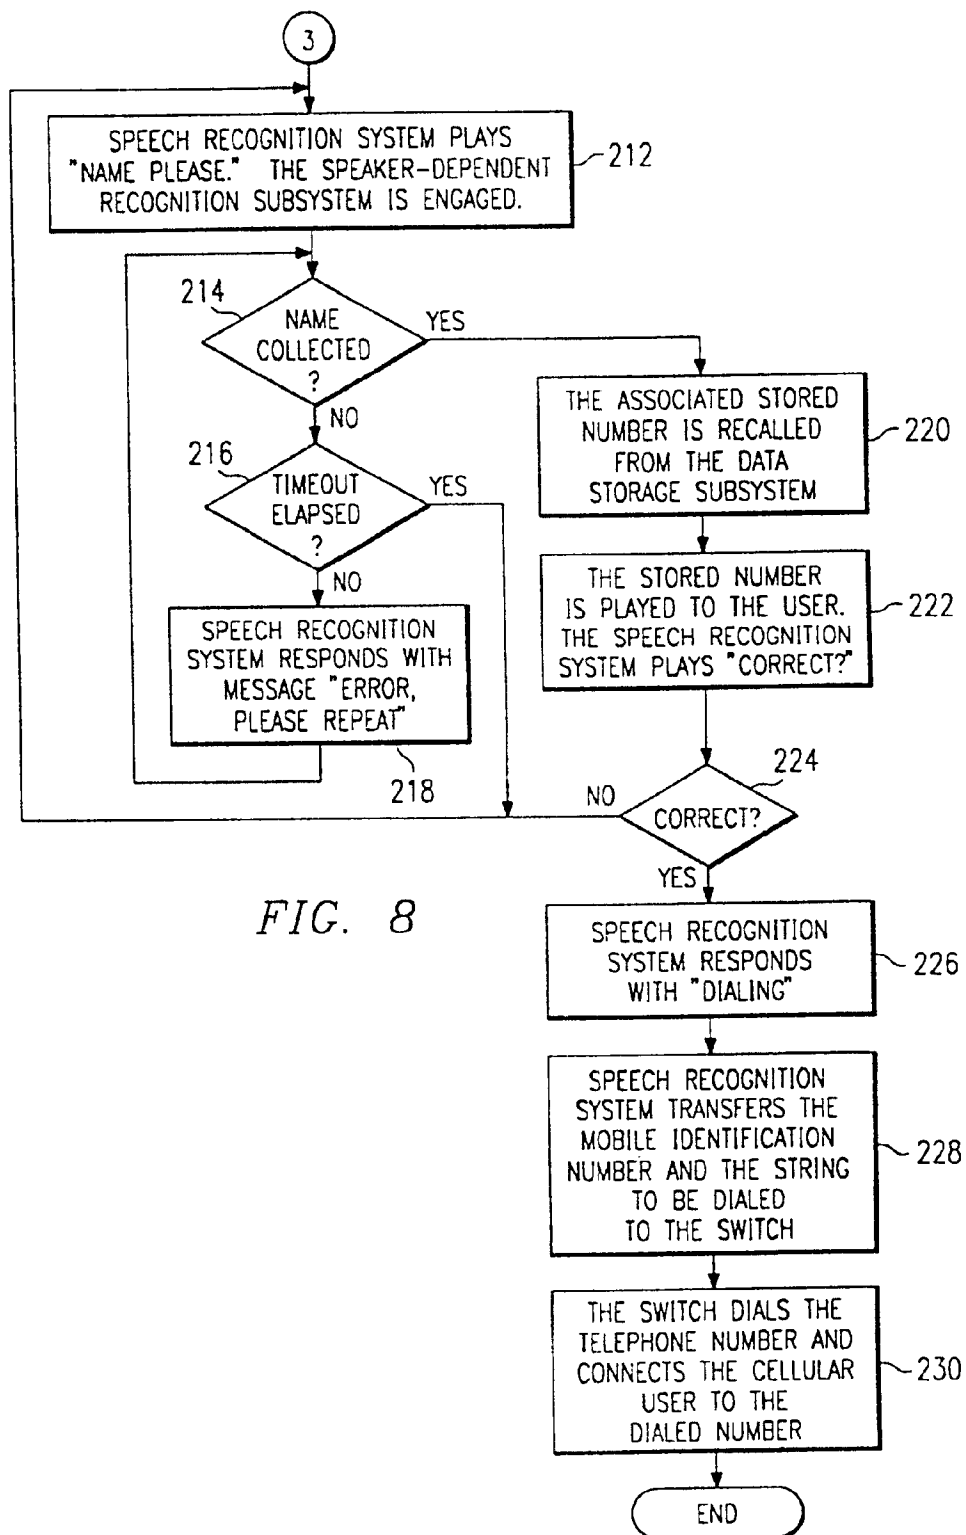 3
SPEECH RECOGNITION SYSTEM PLAYS
"NAME PLEASE." THE SPEAKER-DEPENDENT
RECOGNITION SUBSYSTEM IS ENGAGED.
212
214
NAME
COLLECTED
?
YES
NO
216
TIMEOUT
ELAPSED
?
YES
NO
SPEECH RECOGNITION
SYSTEM RESPONDS WITH
MESSAGE "ERROR,
PLEASE REPEAT"
218
THE ASSOCIATED STORED
NUMBER IS RECALLED
FROM THE DATA
STORAGE SUBSYSTEM
220
THE STORED NUMBER
IS PLAYED TO THE USER.
THE SPEECH RECOGNITION
SYSTEM PLAYS "CORRECT?"
222
224
NO
CORRECT?
YES
FIG. 8
SPEECH RECOGNITION
SYSTEM RESPONDS
WITH "DIALING"
226
SPEECH RECOGNITION
SYSTEM TRANSFERS THE
MOBILE IDENTIFICATION
NUMBER AND THE STRING
TO BE DIALED
TO THE SWITCH
228
THE SWITCH DIALS THE
TELEPHONE NUMBER AND
CONNECTS THE CELLULAR
USER TO THE
DIALED NUMBER
230
END